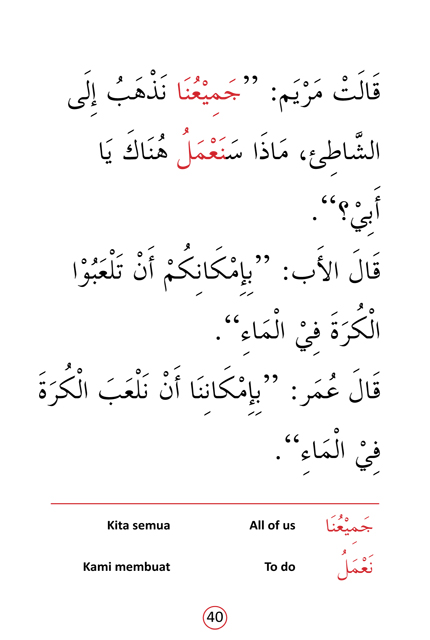 قَالَتْ مَرْيَم: ”جَمِيْعُنَا نَذْهَبُ إِلَى
الشَّاطِئ، مَاذَا سَنَعْمَلُ هُنَاكَ يَا
أَبِيْ؟“.
قَالَ الأَب: ”بِإِمْكَانِكُمْ أَنْ تَلْعَبُوْا
الْكُرَةَ فِيْ الْمَاءِ“.
قَالَ عُمَر: ”بِإِمْكَانِنَا أَنْ نَلْعَبَ الْكُرَةَ
فِيْ الْمَاءِ“.
جَمِيْعُنَا All of us Kita semua
نَعْمَلُ To do Kami membuat
40